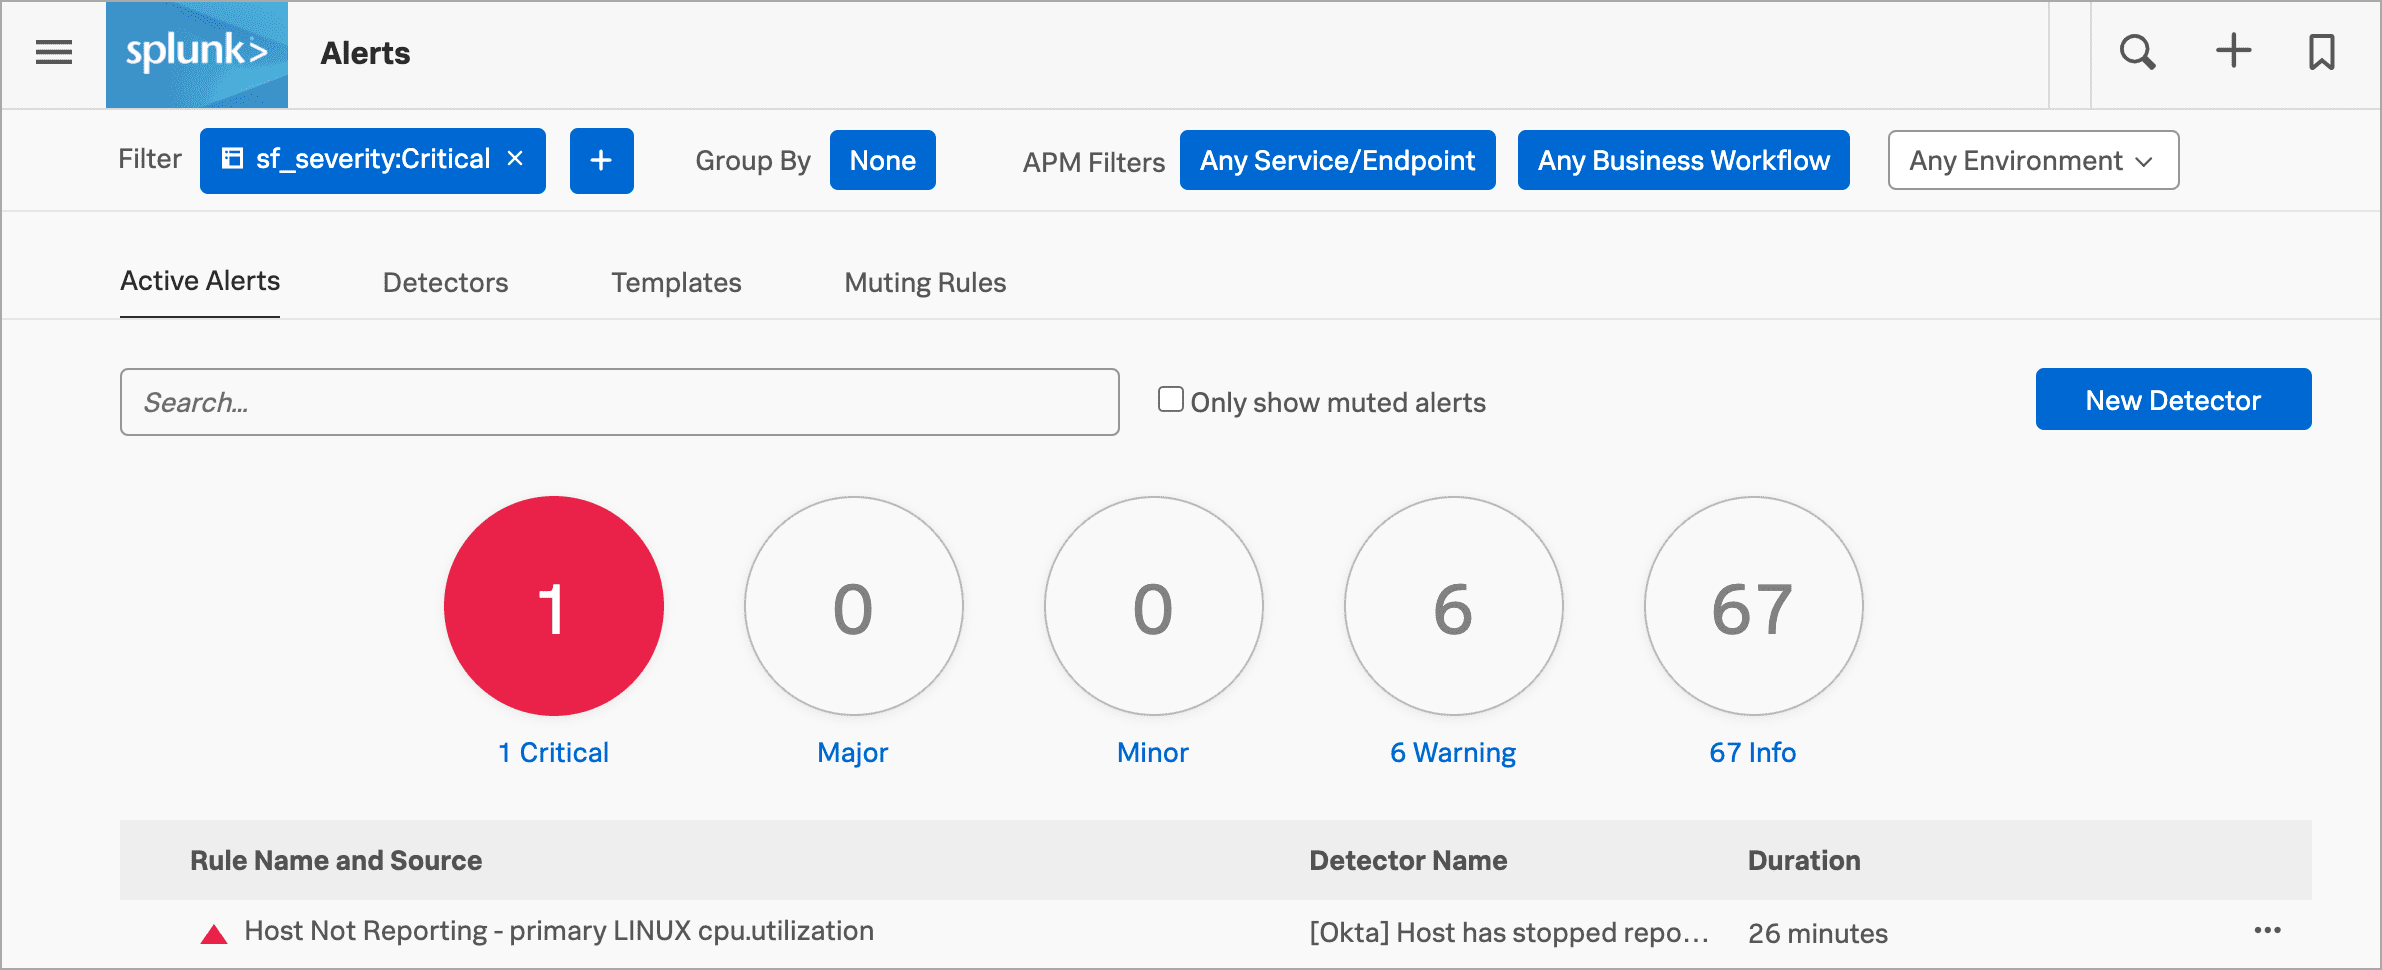 splunk> Alerts
Filter sf_severity:Critical × + Group By None APM Filters Any Service/Endpoint Any Business Workflow Any Environment
Active Alerts Detectors Templates Muting Rules
Search... Only show muted alerts New Detector
1 0 0 6 67
1 Critical Major Minor 6 Warning 67 Info
Rule Name and Source Detector Name Duration
Host Not Reporting - primary LINUX cpu.utilization [Okta] Host has stopped repo... 26 minutes ...